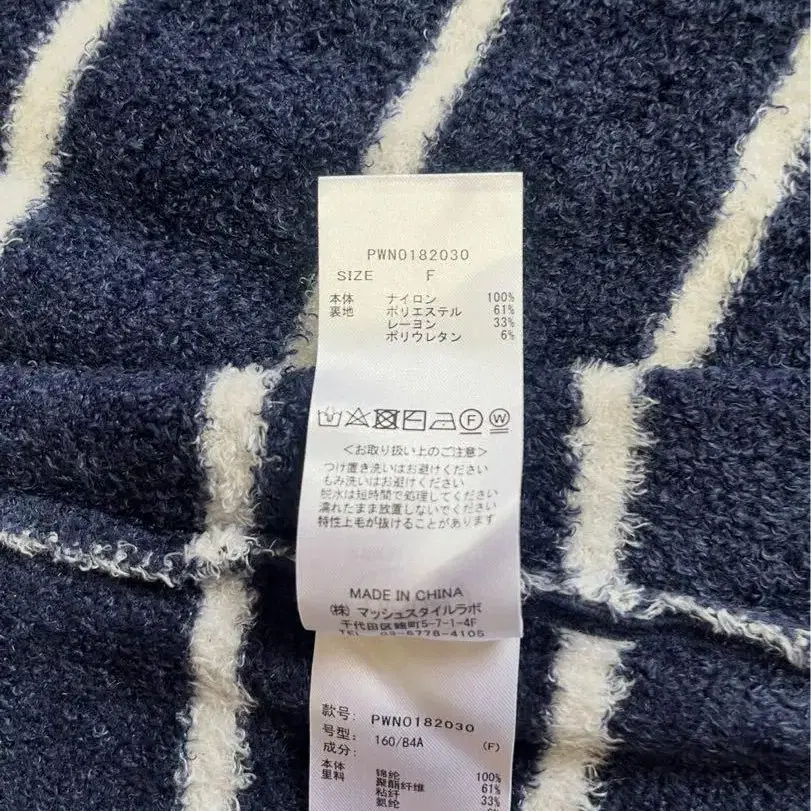 PWNO182030
SIZE F
本体 ナイロン 100%
裏地 ポリエステル 61%
レーヨン 33%
ポリウレタン 6%
F W
<お取り扱い上のご注意>
つけ置き洗いはお避けください
もみ洗いはお避けください
脱水は短時間で処理してください
濡れたまま放置しないでください
特性上毛が抜けることがあります
MADE IN CHINA
(株) マッシュスタイルラボ
千代田区麹町5-7-1-4F
TEL 03-6778-4105
款号: PWNO182030
号型: 160/84A (F)
成分:
本体 锦纶 100%
里料 聚酯纤维 61%
粘纤 33%
氨纶